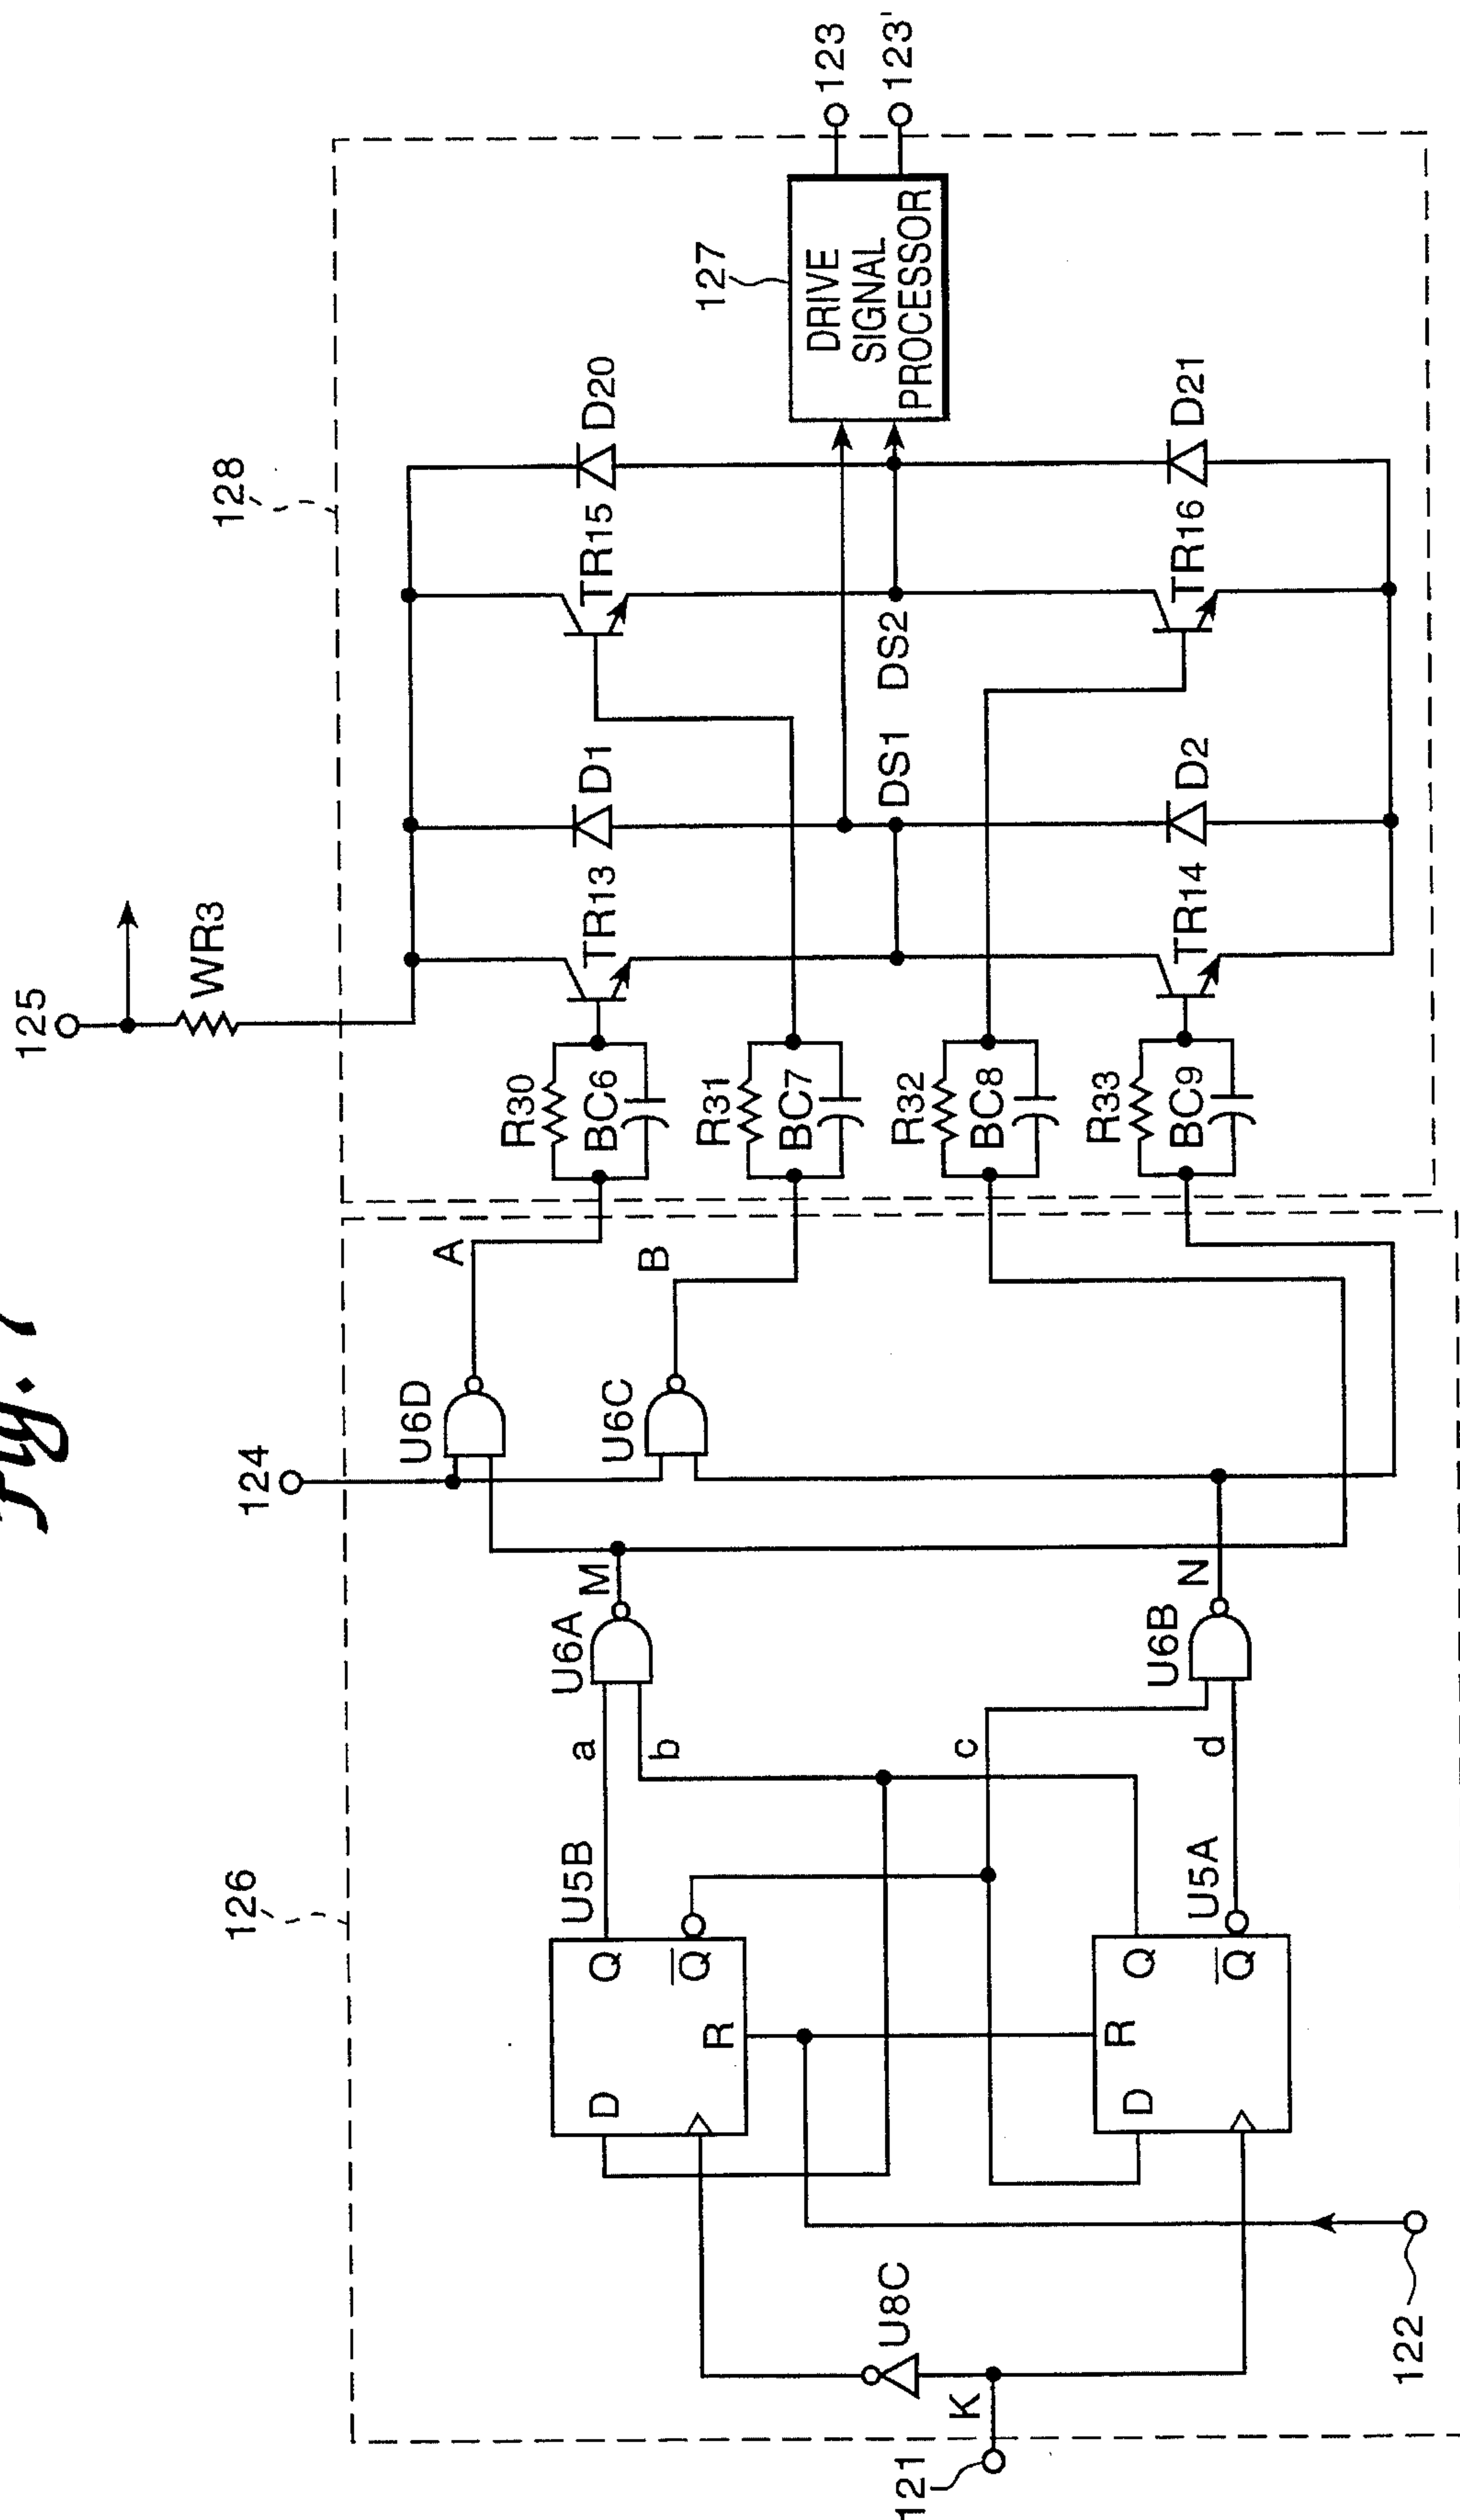 Fig. 7
125
WR3
124
126
128
U6D
A
R30
BC6
TR13
D1
TR15
D20
U5B
a
U6A
M
U6C
B
R31
BC7
127
DRIVE
SIGNAL
PROCESSOR
123
123'
D
Q
Q
R
b
DS1
DS2
121
K
U8C
c
R32
BC8
D
R
Q
Q
U5A
d
U6B
N
R33
BC9
TR14
D2
TR16
D21
122